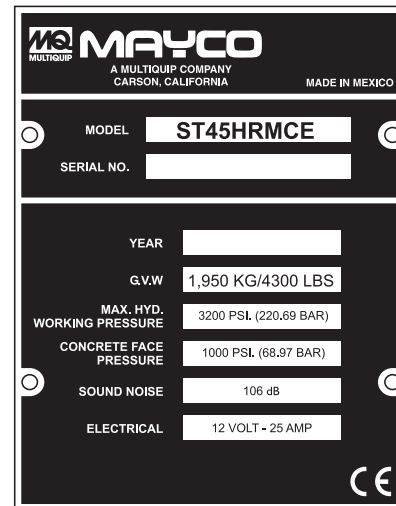 MQ MAYCO
MULTIQUIP
A MULTIQUIP COMPANY
CARSON, CALIFORNIA
MADE IN MEXICO
MODEL ST45HRMCE
SERIAL NO.
YEAR
G.V.W 1,950 KG/4300 LBS
MAX. HYD.
WORKING PRESSURE 3200 PSI. (220.69 BAR)
CONCRETE FACE
PRESSURE 1000 PSI. (68.97 BAR)
SOUND NOISE 106 dB
ELECTRICAL 12 VOLT - 25 AMP
CE